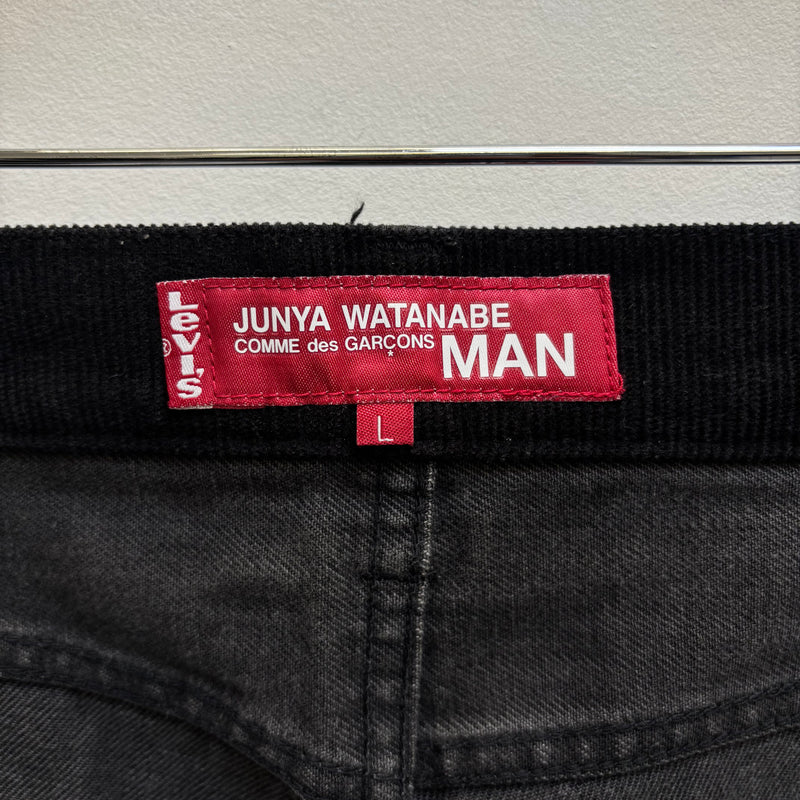 LeVI'S
®
JUNYA WATANABE
COMME des GARÇONS
MAN
*
L